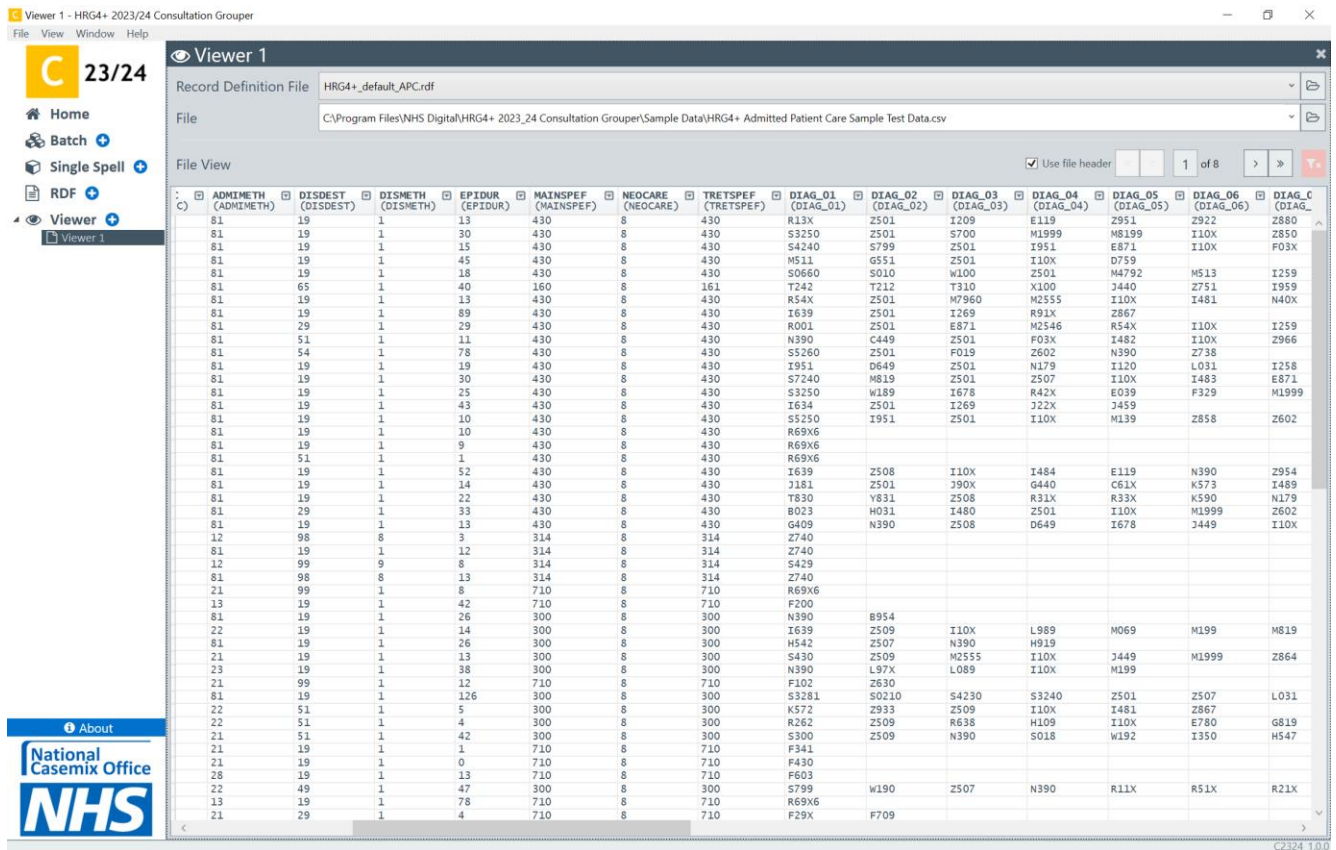 Viewer 1 - HRG4+ 2023/24 Consultation Grouper
File View Window Help
C 23/24
Home
Batch
Single Spell
RDF
Viewer
Viewer 1
Viewer 1
Record Definition File HRG4+_default_APC.rdf
File C:\Program Files\NHS Digital\HRG4+ 2023_24 Consultation Grouper\Sample Data\HRG4+ Admitted Patient Care Sample Test Data.csv
File View Use file header 1 of 8
: ADMIMETH DISDEST DISMETH EPIDUR MAINSPEF NEOCARE TRETSPEF DIAG_01 DIAG_02 DIAG_03 DIAG_04 DIAG_05 DIAG_06 DIAG_0
C) (ADMIMETH) (DISDEST) (DISMETH) (EPIDUR) (MAINSPEF) (NEOCARE) (TRETSPEF) (DIAG_01) (DIAG_02) (DIAG_03) (DIAG_04) (DIAG_05) (DIAG_06) (DIAG_
81 19 1 13 430 8 430 R13X Z501 I209 E119 Z951 Z922 Z880
81 19 1 30 430 8 430 S3250 Z501 S700 M1999 M8199 I10X Z850
81 19 1 15 430 8 430 S4240 S799 Z501 I951 E871 I10X F03X
81 19 1 45 430 8 430 M511 G551 Z501 I10X D759
81 19 1 18 430 8 430 S0660 S010 W100 Z501 M4792 M513 I259
81 65 1 40 160 8 161 T242 T212 T310 X100 J440 Z751 I959
81 19 1 13 430 8 430 R54X Z501 M7960 M2555 I10X I481 N40X
81 19 1 89 430 8 430 I639 Z501 I269 R91X Z867
81 29 1 29 430 8 430 R001 Z501 E871 M2546 R54X I10X I259
81 51 1 11 430 8 430 N390 C449 Z501 F03X I482 I10X Z966
81 54 1 78 430 8 430 S5260 Z501 F019 Z602 N390 Z738
81 19 1 19 430 8 430 I951 D649 Z501 N179 I120 L031 I258
81 19 1 30 430 8 430 S7240 M819 Z501 Z507 I10X I483 E871
81 19 1 25 430 8 430 S3250 W189 I678 R42X E039 F329 M1999
81 19 1 43 430 8 430 I634 Z501 I269 J22X J459
81 19 1 10 430 8 430 S5250 I951 Z501 I10X M139 Z858 Z602
81 19 1 10 430 8 430 R69X6
81 19 1 9 430 8 430 R69X6
81 51 1 1 430 8 430 R69X6
81 19 1 52 430 8 430 I639 Z508 I10X I484 E119 N390 Z954
81 19 1 14 430 8 430 J181 Z501 J90X G440 C61X K573 I489
81 19 1 22 430 8 430 T830 Y831 Z508 R31X R33X K590 N179
81 29 1 33 430 8 430 B023 H031 I480 Z501 I10X M1999 Z602
81 19 1 13 430 8 430 G409 N390 Z508 D649 I678 J449 I10X
12 98 8 3 314 8 314 Z740
81 19 1 12 314 8 314 Z740
12 99 9 8 314 8 314 S429
81 98 8 13 314 8 314 Z740
21 99 1 8 710 8 710 R69X6
13 19 1 42 710 8 710 F200
81 19 1 26 300 8 300 N390 B954
22 19 1 14 300 8 300 I639 Z509 I10X L989 M069 M199 M819
81 19 1 26 300 8 300 H542 Z507 N390 H919
21 19 1 13 300 8 300 S430 Z509 M2555 I10X J449 M1999 Z864
23 19 1 38 300 8 300 N390 L97X L089 I10X M199
21 99 1 12 710 8 710 F102 Z630
81 19 1 126 300 8 300 S3281 S0210 S4230 S3240 Z501 Z507 L031
22 51 1 5 300 8 300 K572 Z933 Z509 I10X I481 Z867
22 51 1 4 300 8 300 R262 Z509 R638 H109 I10X E780 G819
21 51 1 42 300 8 300 S300 Z509 N390 S018 W192 I350 H547
21 19 1 1 710 8 710 F341
21 19 1 0 710 8 710 F430
28 19 1 13 710 8 710 F603
22 49 1 47 300 8 300 S799 W190 Z507 N390 R11X R51X R21X
13 19 1 78 710 8 710 R69X6
21 29 1 4 710 8 710 F29X F709
About
National
Casemix Office
NHS
C2324 1.0.0